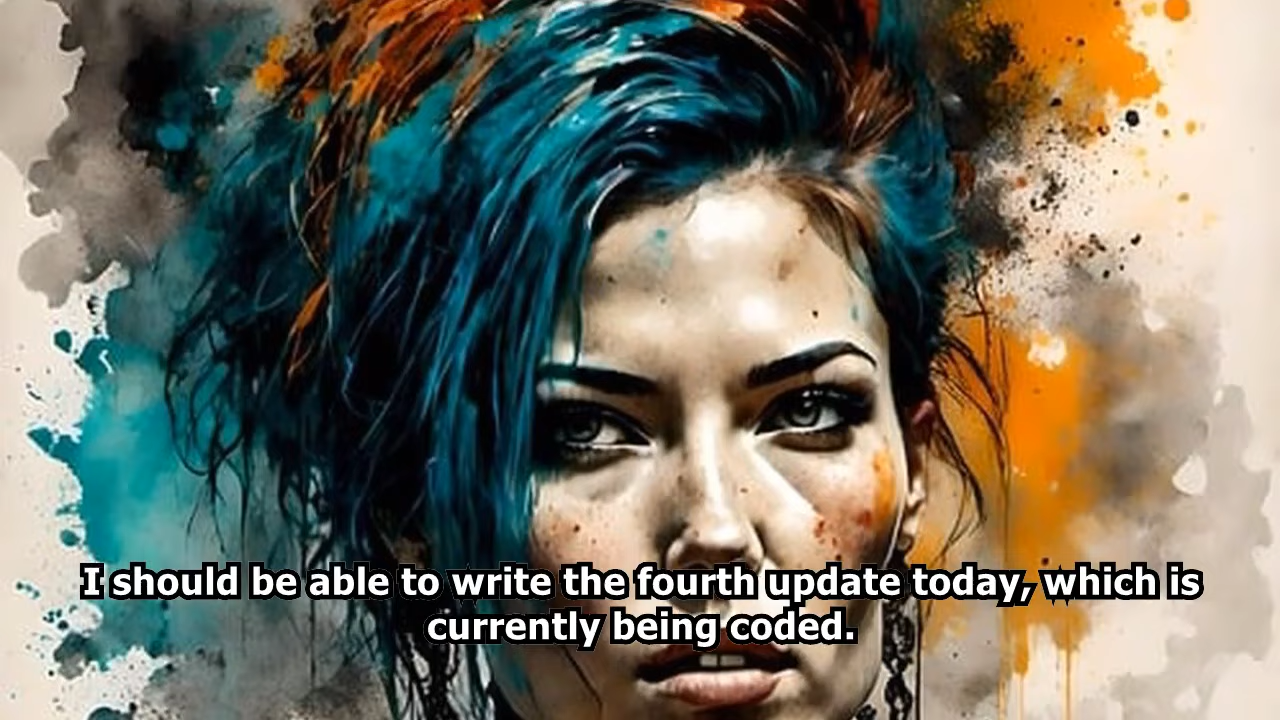 I should be able to write the fourth update today, which is
currently being coded.